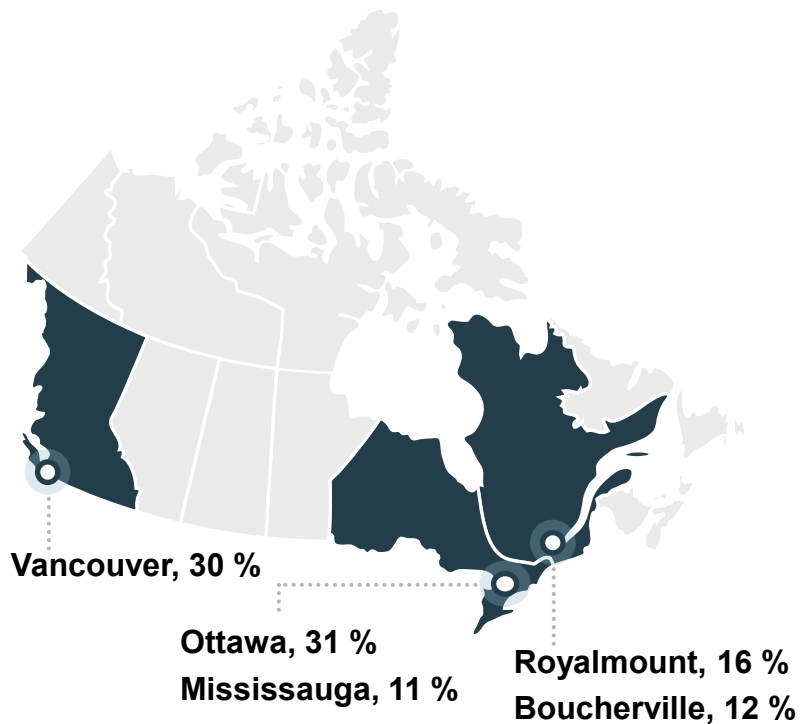 Vancouver, 30 %
Ottawa, 31 %
Mississauga, 11 %
Royalmount, 16 %
Boucherville, 12 %